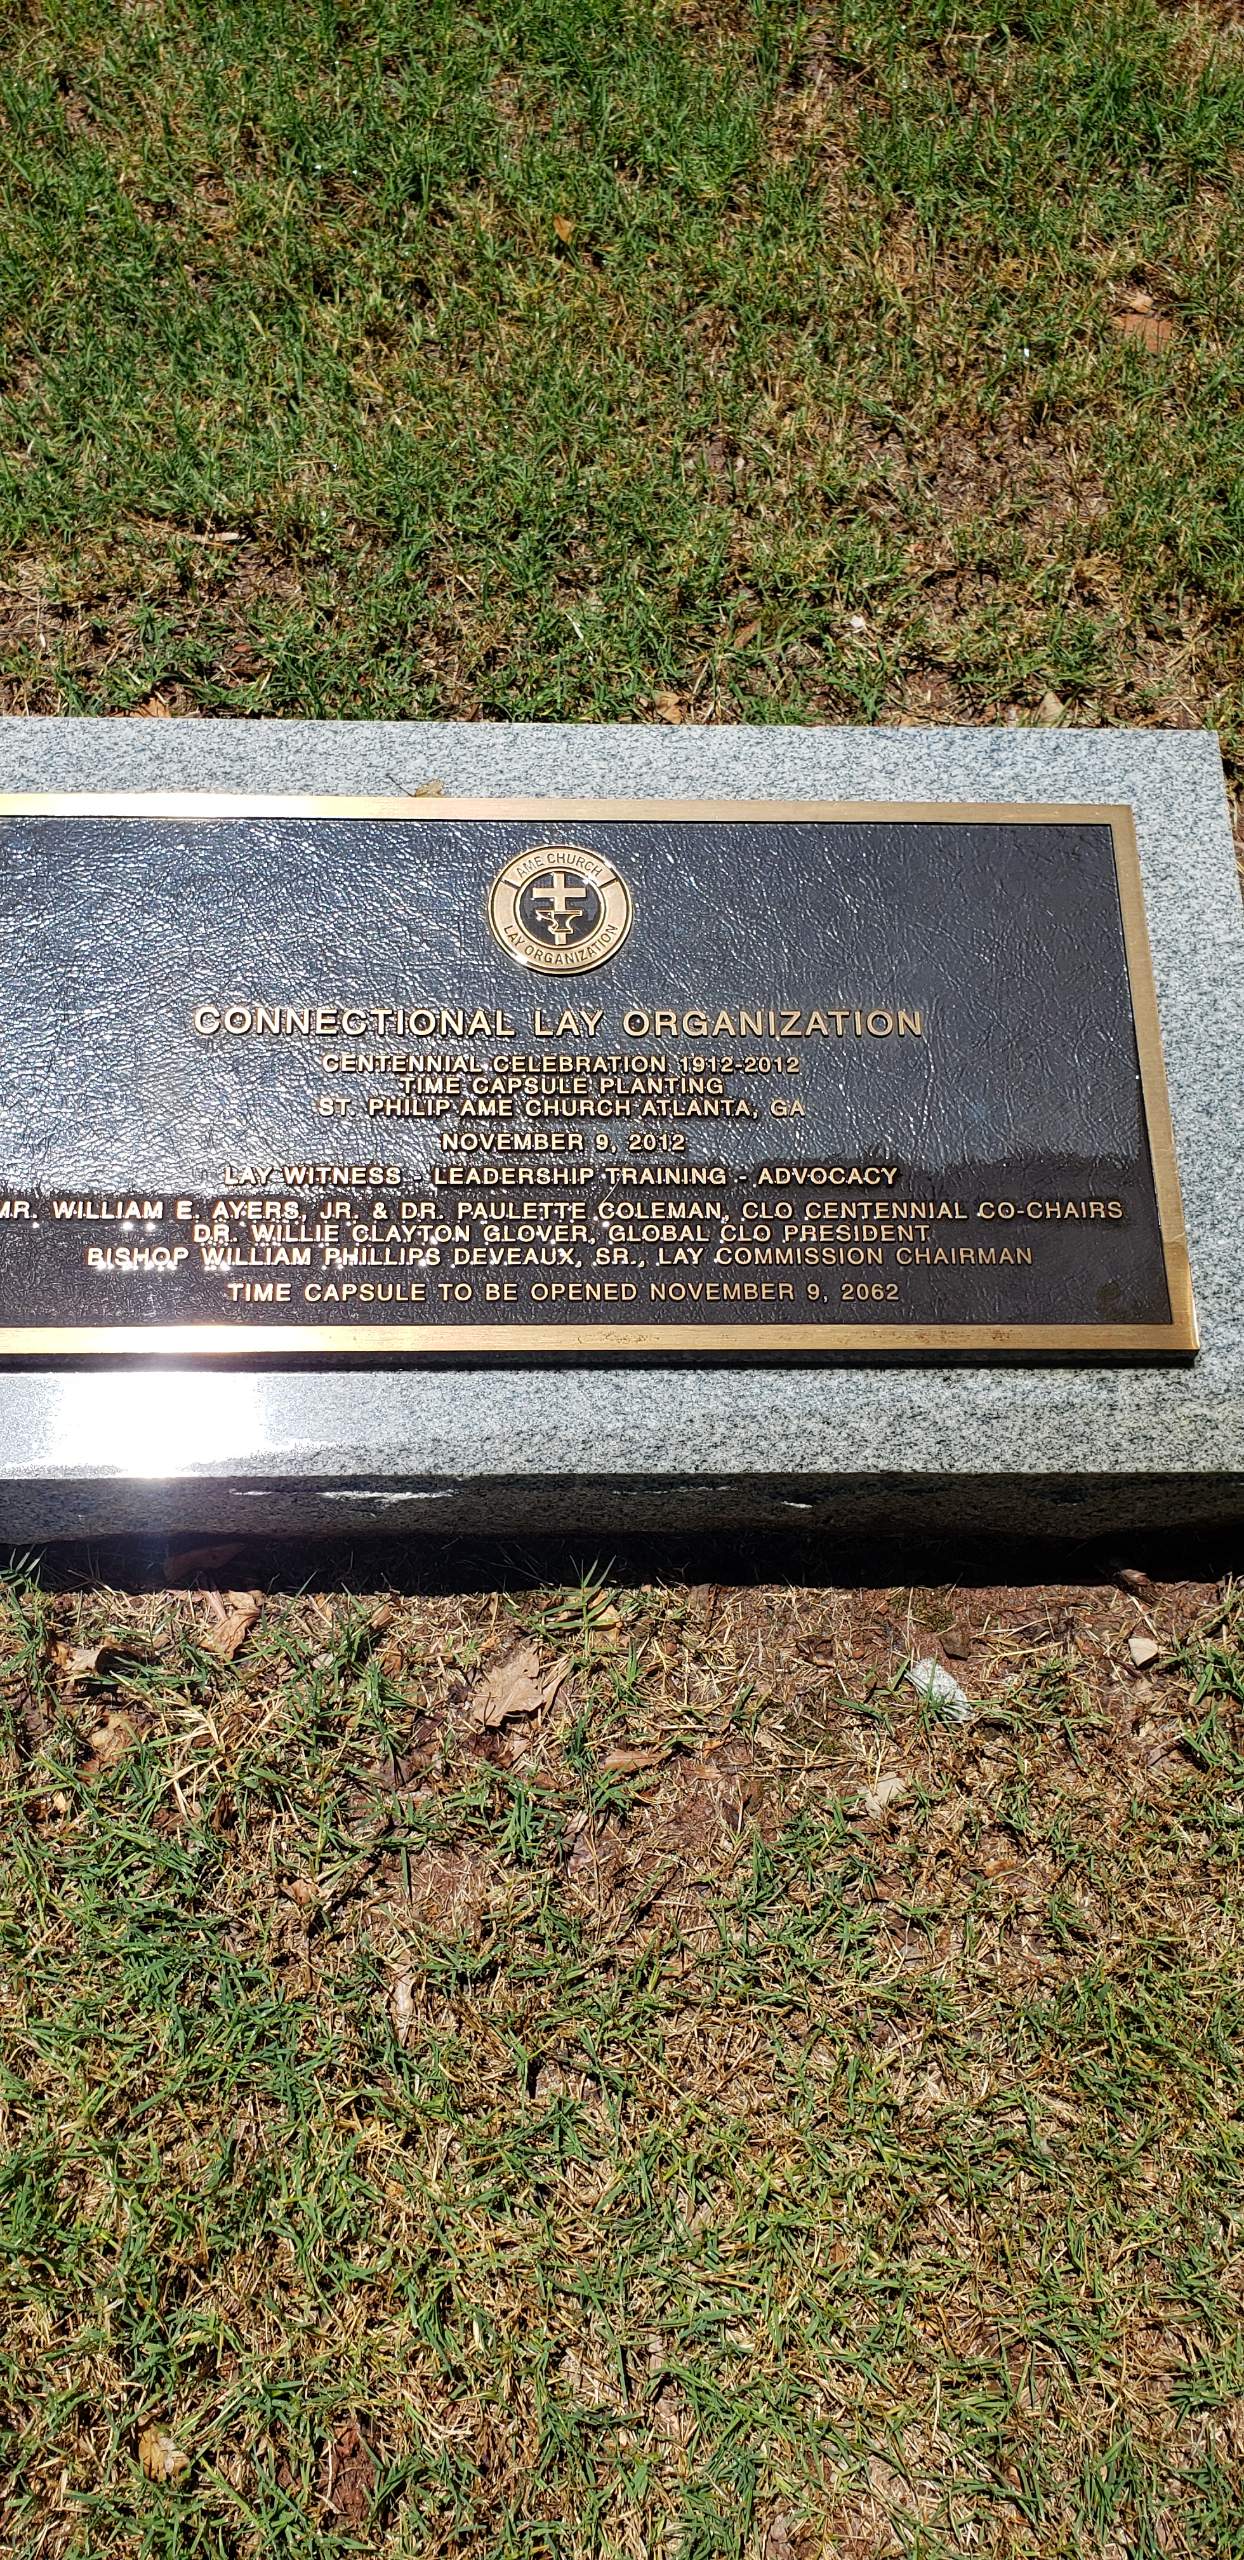 AME CHURCH
LAY ORGANIZATION
CONNECTIONAL LAY ORGANIZATION
CENTENNIAL CELEBRATION 1912-2012
TIME CAPSULE PLANTING
ST. PHILIP AME CHURCH ATLANTA, GA
NOVEMBER 9, 2012
LAY WITNESS - LEADERSHIP TRAINING - ADVOCACY
MR. WILLIAM E. AYERS, JR. & DR. PAULETTE COLEMAN, CLO CENTENNIAL CO-CHAIRS
DR. WILLIE CLAYTON GLOVER, GLOBAL CLO PRESIDENT
BISHOP WILLIAM PHILLIPS DEVEAUX, SR., LAY COMMISSION CHAIRMAN
TIME CAPSULE TO BE OPENED NOVEMBER 9, 2062